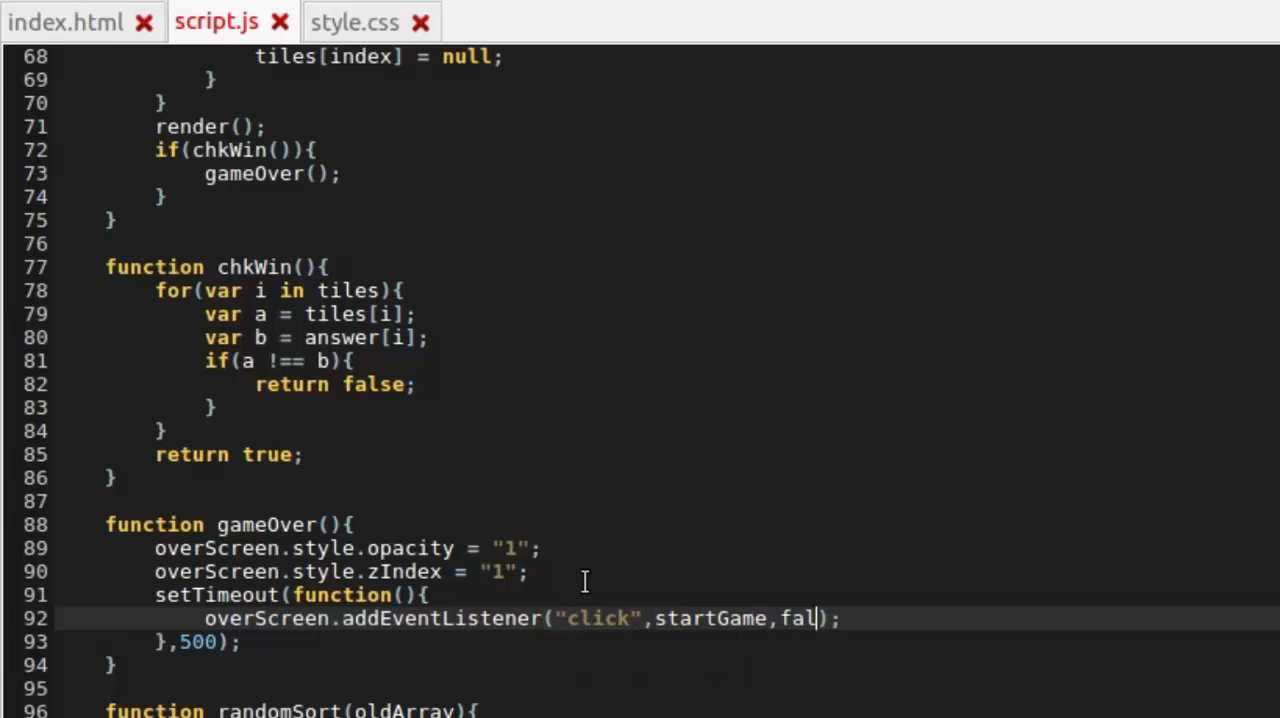 index.html script.js style.css
68 tiles[index] = null;
69 }
70 }
71 render();
72 if(chkWin()){
73 gameOver();
74 }
75 }
76
77 function chkWin(){
78 for(var i in tiles){
79 var a = tiles[i];
80 var b = answer[i];
81 if(a !== b){
82 return false;
83 }
84 }
85 return true;
86 }
87
88 function gameOver(){
89 overScreen.style.opacity = "1";
90 overScreen.style.zIndex = "1";
91 setTimeout(function(){
92 overScreen.addEventListener("click",startGame,fal);
93 },500);
94 }
95
96 function randomSort(oldArray){